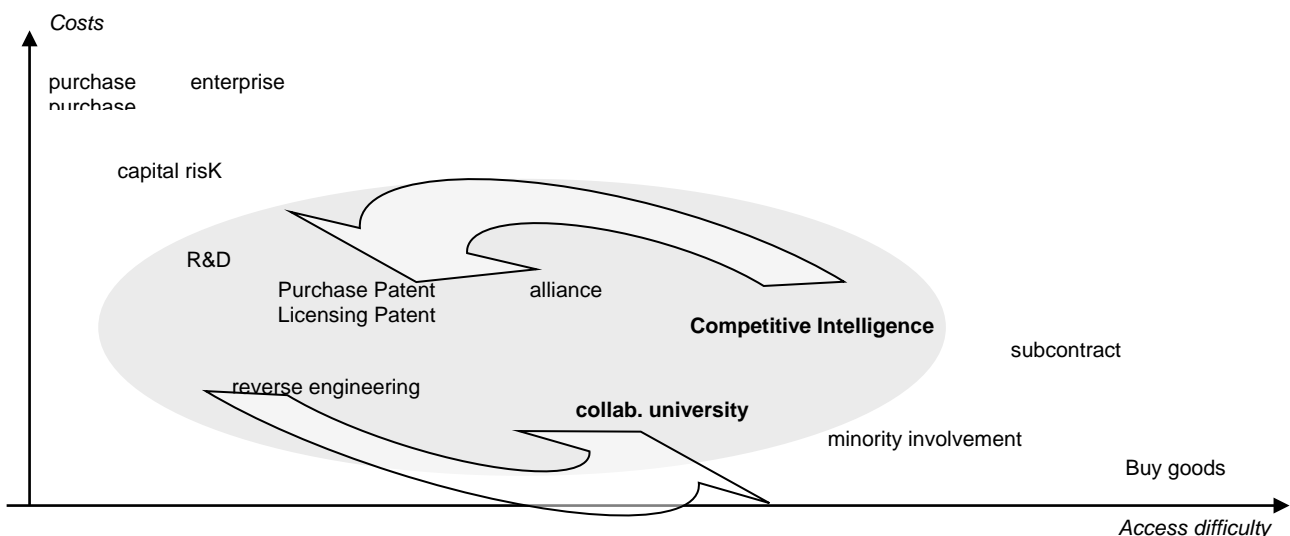 Costs
purchase enterprise
purchase
capital risK
R&D
Purchase Patent
Licensing Patent
alliance
Competitive Intelligence
subcontract
reverse engineering
collab. university
minority involvement
Buy goods
Access difficulty